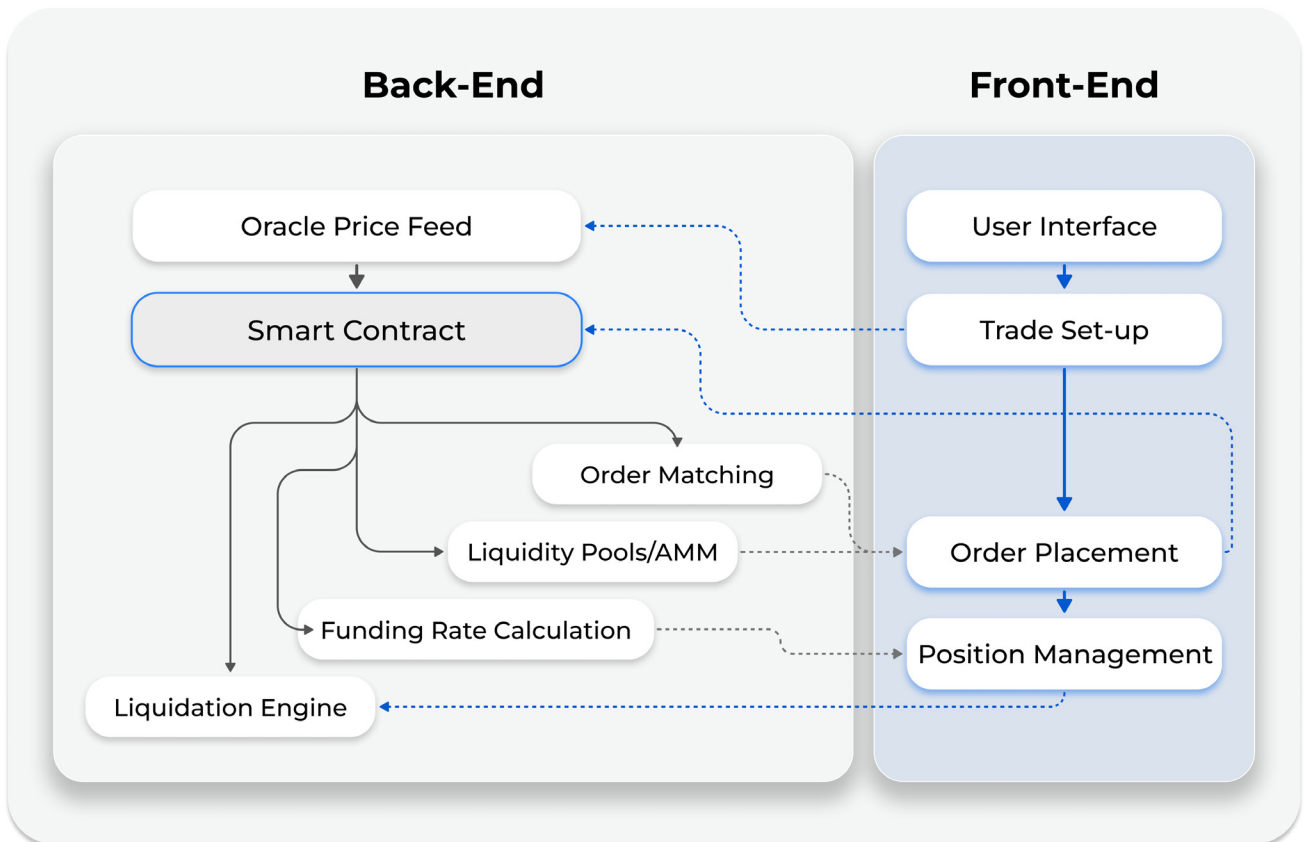 Back-End
Front-End
Oracle Price Feed
User Interface
Smart Contract
Trade Set-up
Order Matching
Liquidity Pools/AMM
Order Placement
Funding Rate Calculation
Position Management
Liquidation Engine